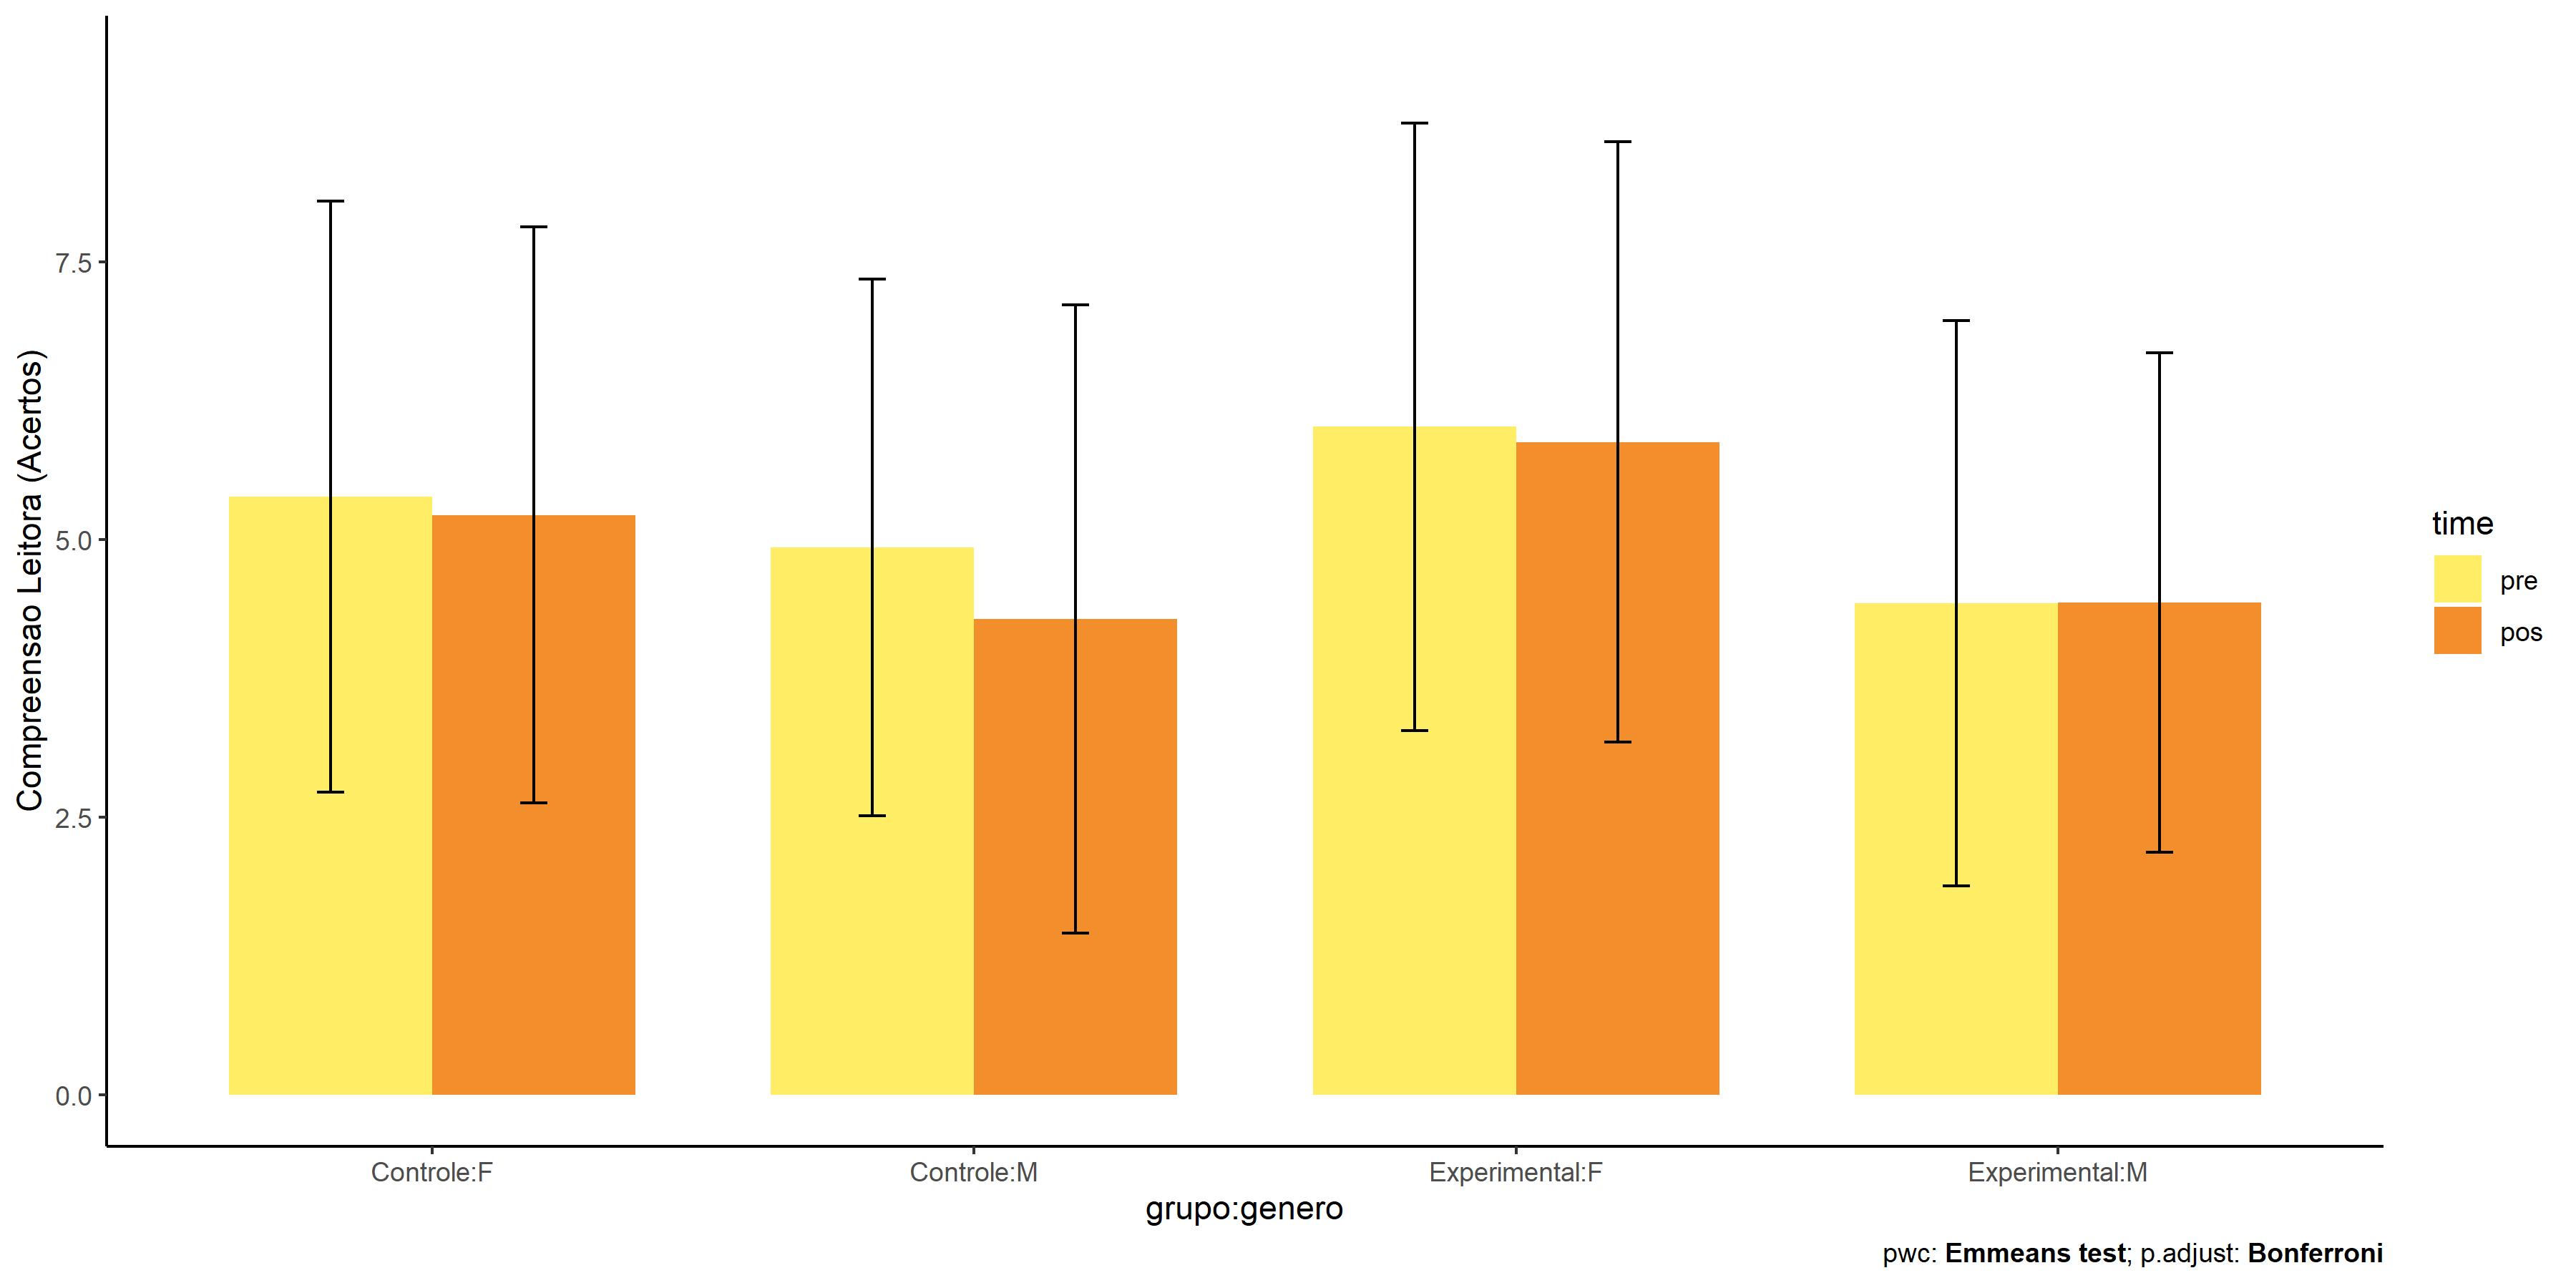 Compreensao Leitora (Acertos)
7.5
5.0
2.5
0.0
Controle:F
Controle:M
Experimental:F
Experimental:M
grupo:genero
time
pre
pos
pwc: Emmeans test; p.adjust: Bonferroni